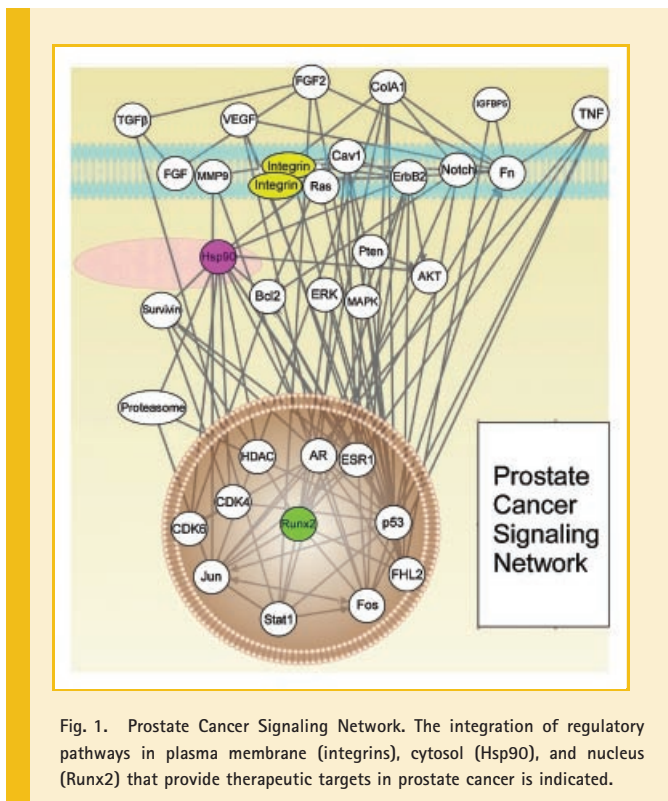 FGF2
ColA1
IGFBP5
TNF
TGFβ
VEGF
Cav1
Integrin
Integrin
FGF
MMP9
Ras
ErbB2
Notch
Fn
Hsp90
Pten
AKT
Bcl2
ERK
MAPK
Survivin
Proteasome
HDAC
AR
ESR1
CDK4
CDK6
Runx2
p53
Jun
FHL2
Stat1
Fos
Prostate
Cancer
Signaling
Network
Fig. 1. Prostate Cancer Signaling Network. The integration of regulatory
pathways in plasma membrane (integrins), cytosol (Hsp90), and nucleus
(Runx2) that provide therapeutic targets in prostate cancer is indicated.